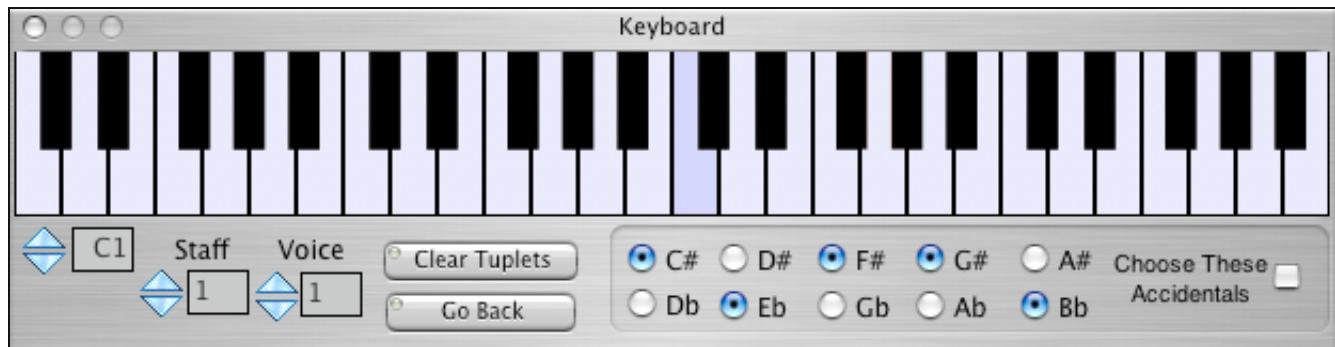 Keyboard
C1 Staff Voice Clear Tuplets C# D# F# G# A# Choose These
1 1 Go Back Db Eb Gb Ab Bb Accidentals